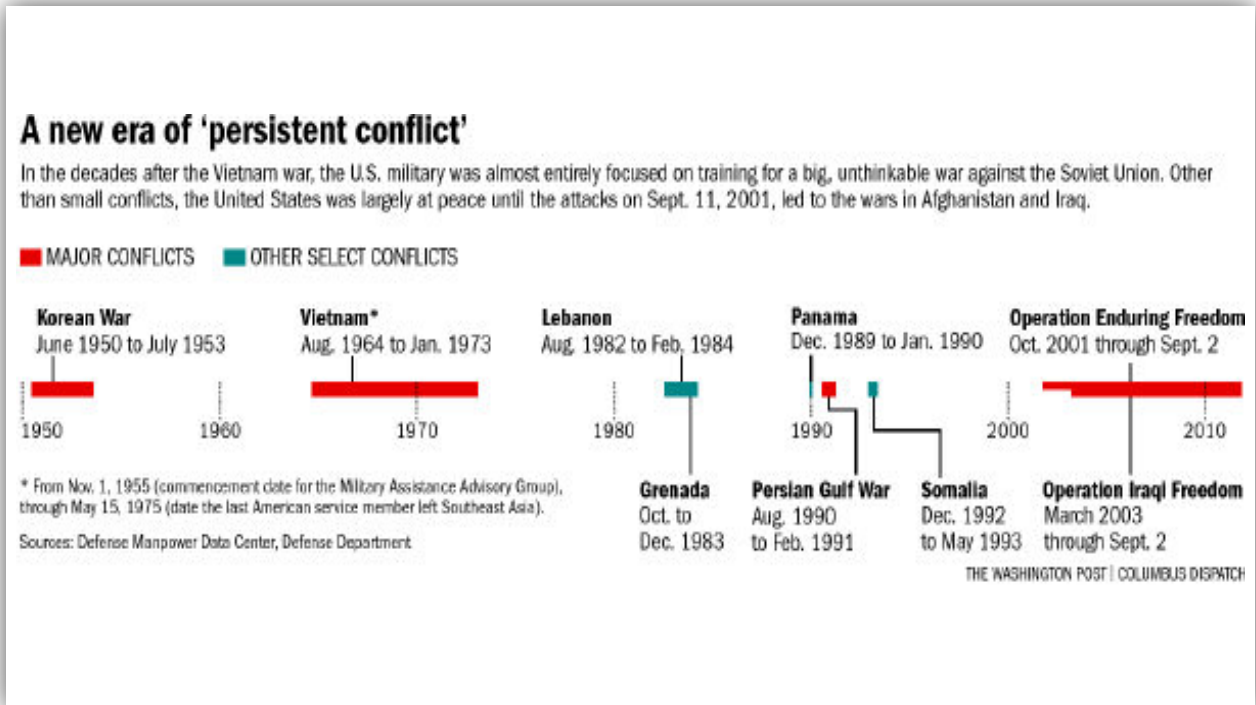 A new era of ‘persistent conflict’
In the decades after the Vietnam war, the U.S. military was almost entirely focused on training for a big, unthinkable war against the Soviet Union. Other
than small conflicts, the United States was largely at peace until the attacks on Sept. 11, 2001, led to the wars in Afghanistan and Iraq.
MAJOR CONFLICTS OTHER SELECT CONFLICTS
Korean War
June 1950 to July 1953
Vietnam*
Aug. 1964 to Jan. 1973
Lebanon
Aug. 1982 to Feb. 1984
Panama
Dec. 1989 to Jan. 1990
Operation Enduring Freedom
Oct. 2001 through Sept. 2
1950 1960 1970 1980 1990 2000 2010
* From Nov. 1, 1955 (commencement date for the Military Assistance Advisory Group),
through May 15, 1975 (date the last American service member left Southeast Asia).
Sources: Defense Manpower Data Center, Defense Department
Grenada
Oct. to
Dec. 1983
Persian Gulf War
Aug. 1990
to Feb. 1991
Somalia
Dec. 1992
to May 1993
Operation Iraqi Freedom
March 2003
through Sept. 2
THE WASHINGTON POST | COLUMBUS DISPATCH